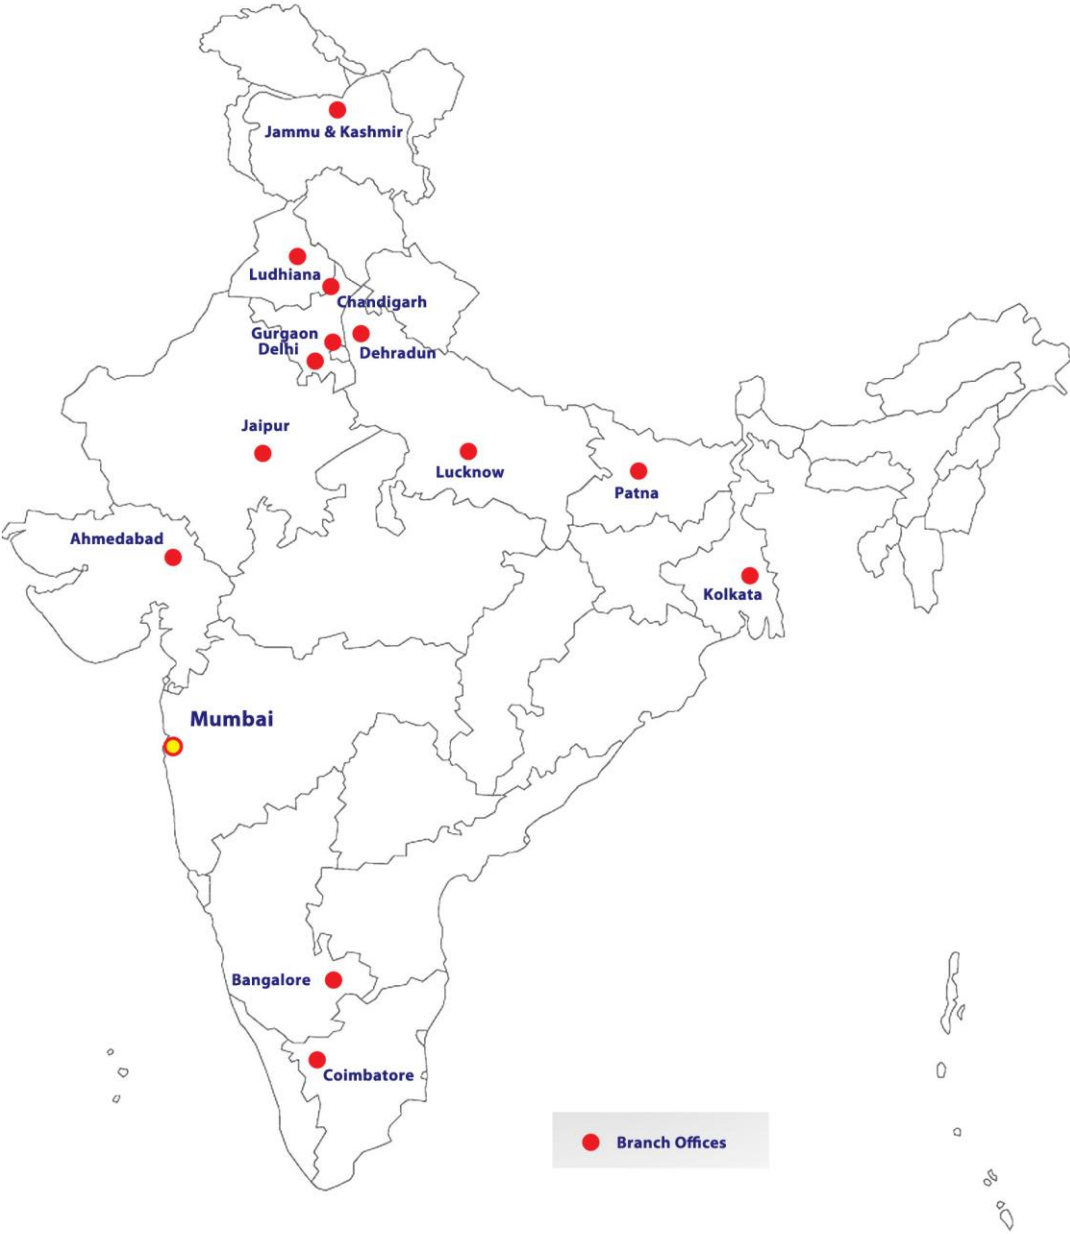 Jammu & Kashmir
Ludhiana
Chandigarh
Gurgaon
Delhi
Dehradun
Jaipur
Lucknow
Patna
Ahmedabad
Kolkata
Mumbai
Bangalore
Coimbatore
Branch Offices